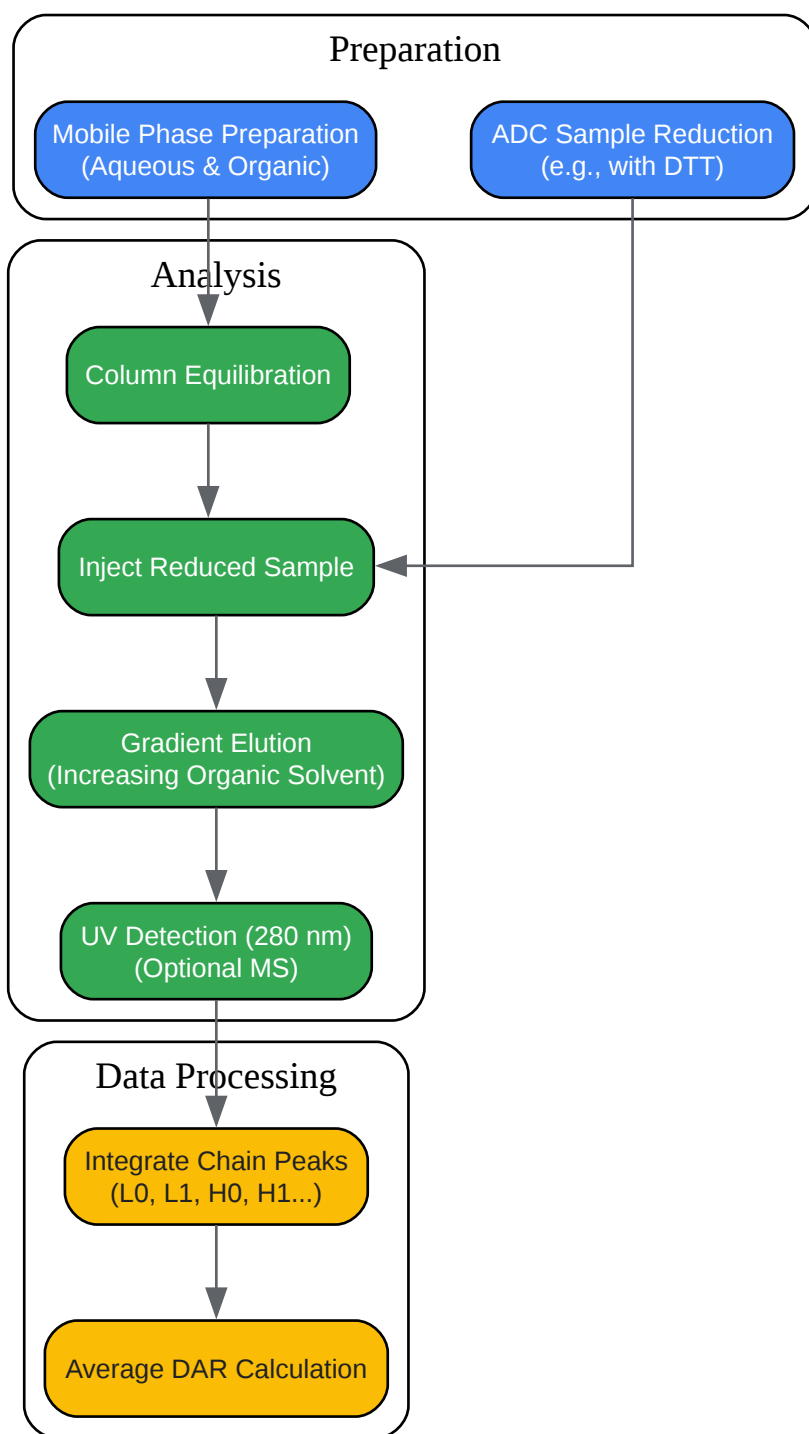 Preparation
Mobile Phase Preparation
(Aqueous & Organic)
ADC Sample Reduction
(e.g., with DTT)
Analysis
Column Equilibration
Inject Reduced Sample
Gradient Elution
(Increasing Organic Solvent)
UV Detection (280 nm)
(Optional MS)
Data Processing
Integrate Chain Peaks
(L0, L1, H0, H1...)
Average DAR Calculation